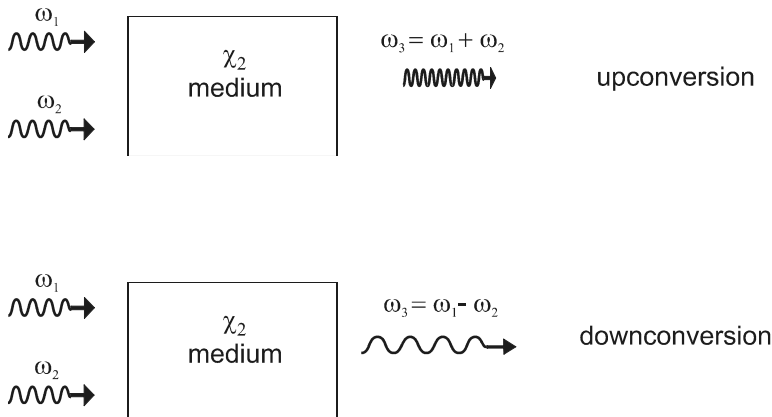 ω₁
χ₂
medium
ω₂
ω₃ = ω₁ + ω₂
upconversion
ω₁
χ₂
medium
ω₂
ω₃ = ω₁ - ω₂
downconversion